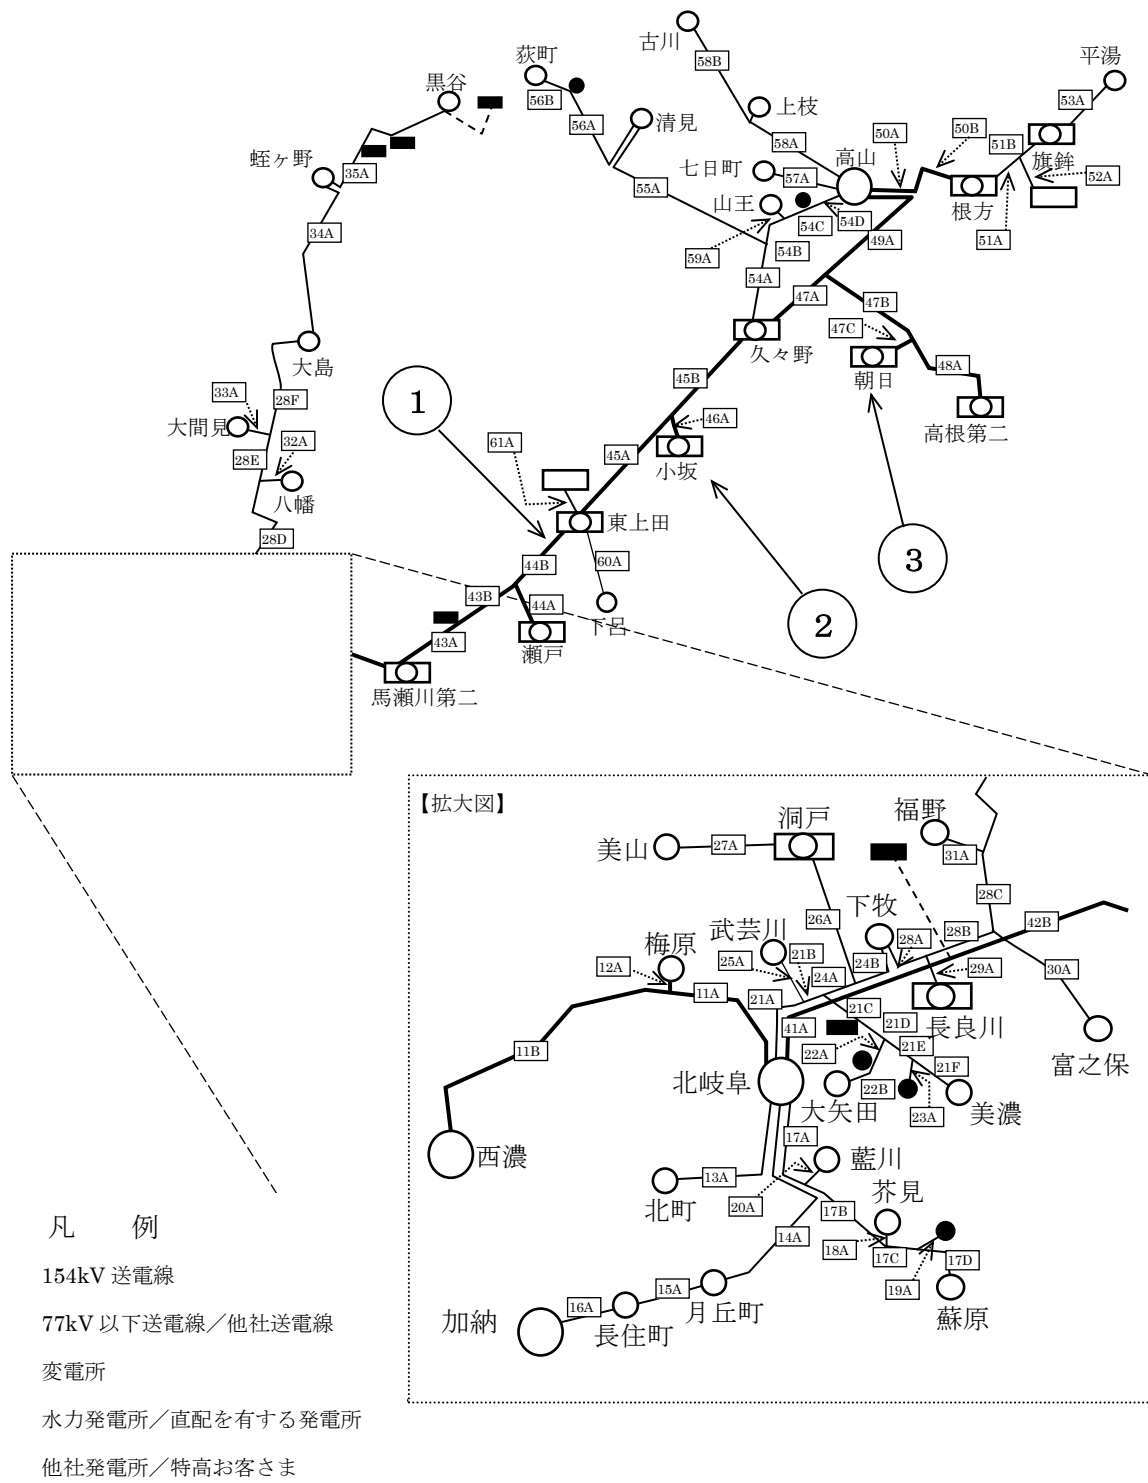 古川
58B
荻町
平湯
黒谷
56B
53A
上枝
清見
56A
50A
50B
58A
高山
51B
旗鉾
蛭ヶ野
七日町
35A
57A
52A
55A
山王
根方
54C
54D
34A
59A
54B
49A
51A
54A
47A
47B
47C
久々野
大島
朝日
48A
45B
33A
28F
1
46A
高根第二
大間見
32A
61A
28E
45A
小坂
八幡
東上田
28D
3
44B
60A
43B
44A
下呂
2
43A
瀬戸
馬瀬川第二
【拡大図】
洞戸
福野
美山
27A
31A
28C
下牧
26A
武芸川
42B
28B
梅原
21B
28A
25A
24B
12A
24A
29A
30A
11A
21A
21C
41A
21D
長良川
22A
21E
11B
富之保
21F
北岐阜
22B
大矢田
23A
美濃
17A
西濃
藍川
13A
芥見
20A
北町
17B
14A
18A
17C
17D
15A
19A
16A
月丘町
蘇原
加納
長住町
凡 例
154kV 送電線
77kV 以下送電線／他社送電線
変電所
水力発電所／直配を有する発電所
他社発電所／特高お客さま